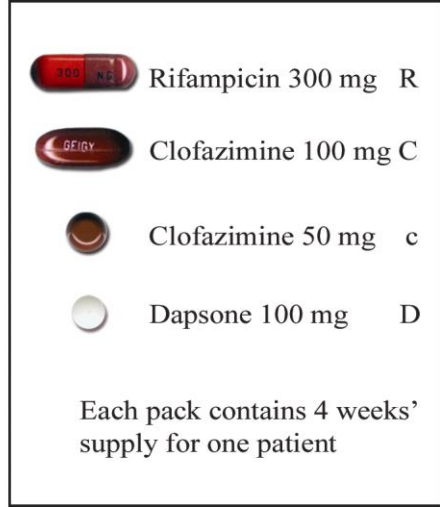 300 NG Rifampicin 300 mg R
GEIGY Clofazimine 100 mg C
Clofazimine 50 mg c
Dapsone 100 mg D
Each pack contains 4 weeks’
supply for one patient